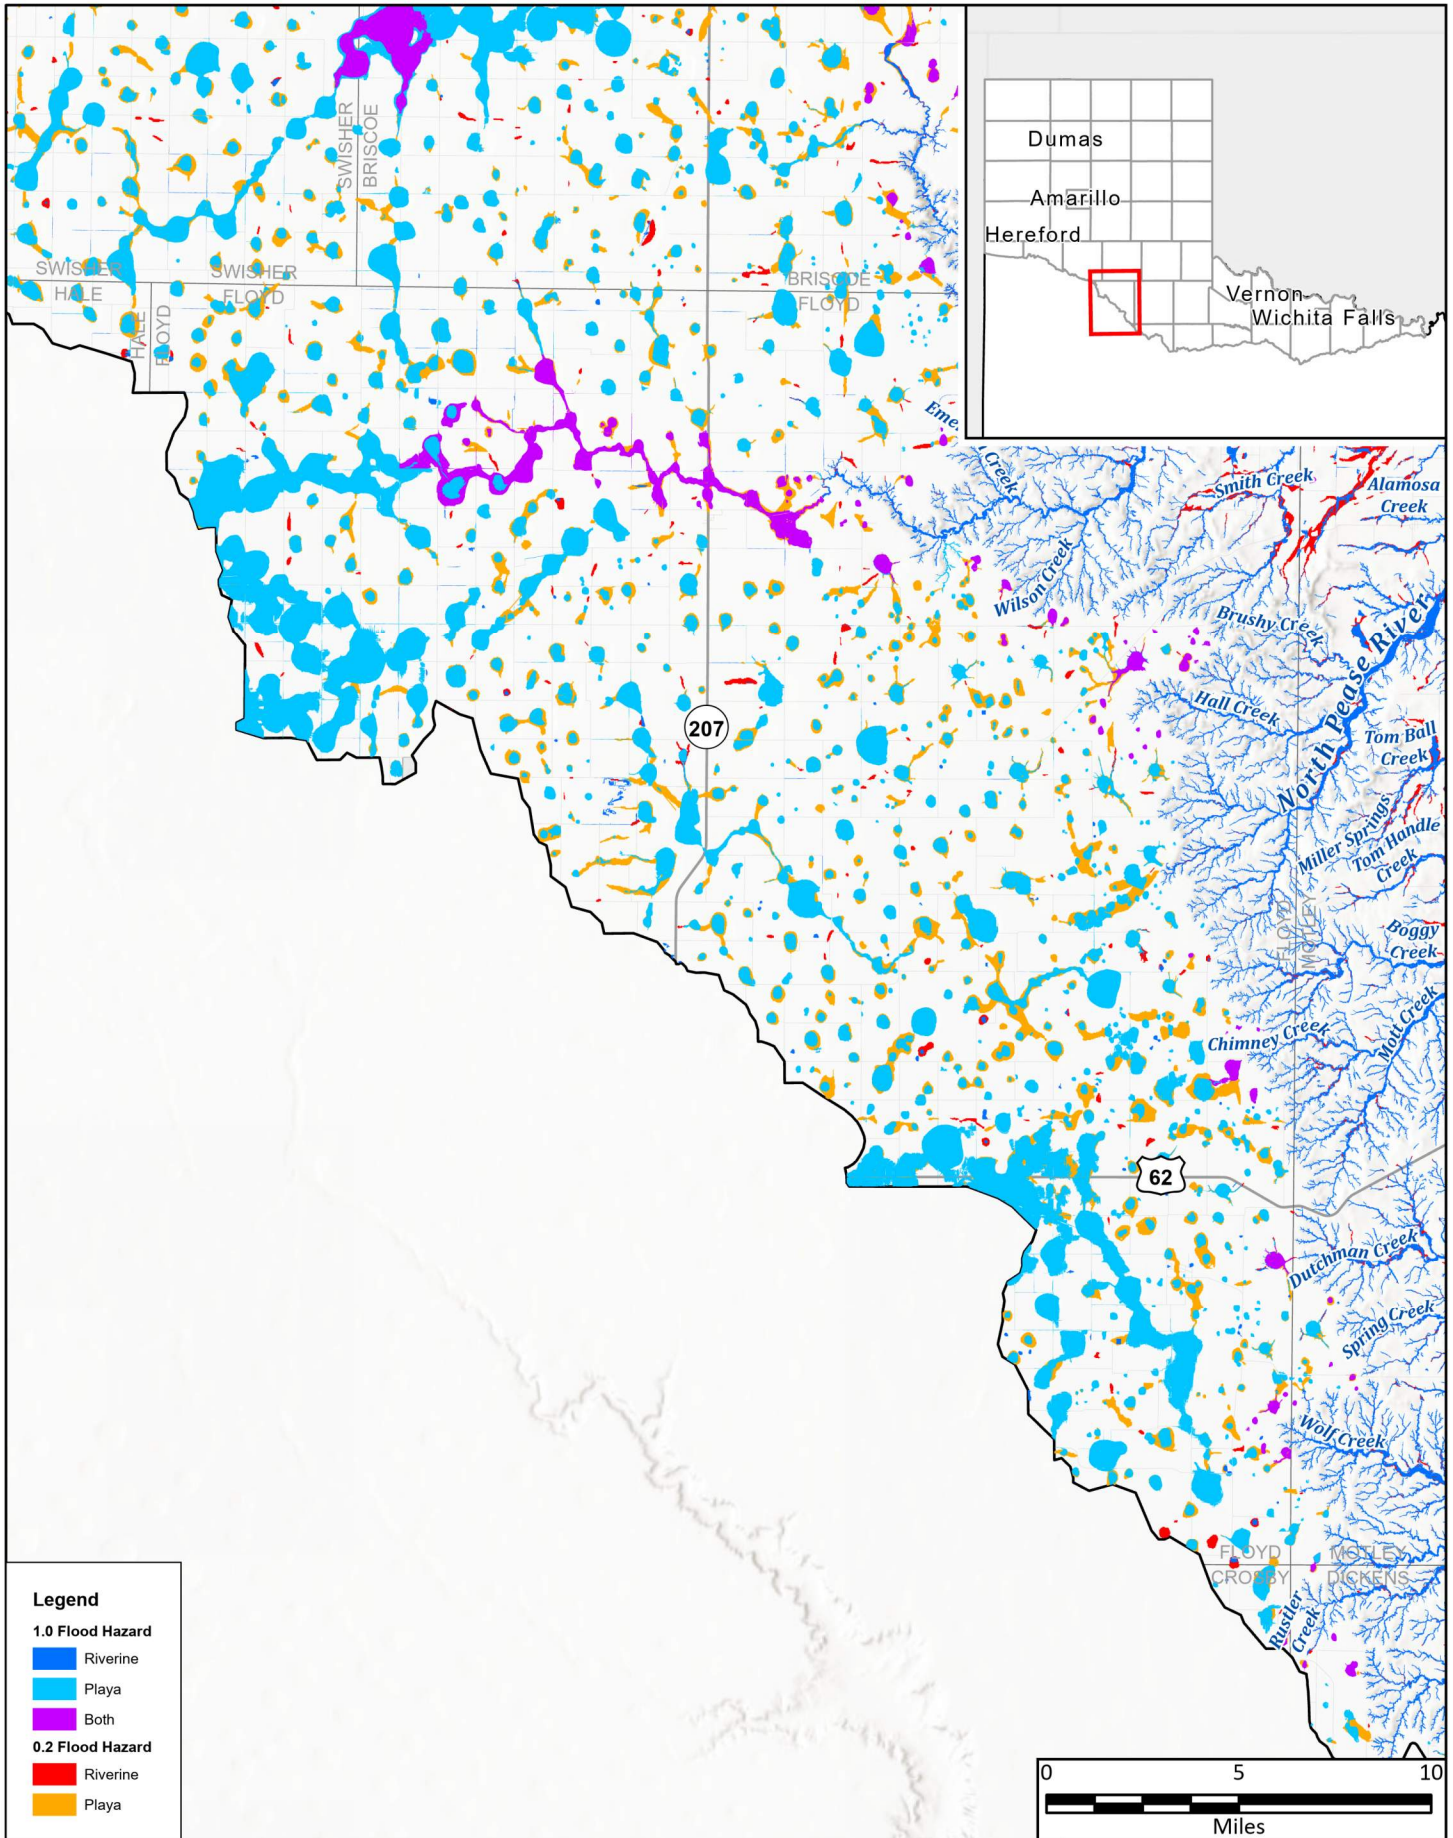 Dumas
Amarillo
Hereford
Vernon
Wichita Falls
SWISHER
BRISCOE
SWISHER
HALE
SWISHER
FLOYD
HALE
FLOYD
BRISCOE
FLOYD
Creek
Smith Creek
Alamosa
Creek
Wilson Creek
Brushy Creek
North Pease River
Hall Creek
Tom Ball
Creek
207
Miller Springs
Tom Handle
Creek
FLOYD
MOTLEY
Boggy
Creek
Mott Creek
Chimney Creek
62
Dutchman Creek
Spring Creek
Wolf Creek
FLOYD
CROSBY
MOTLEY
DICKENS
Rustler
Creek
Legend
1.0 Flood Hazard
Riverine
Playa
Both
0.2 Flood Hazard
Riverine
Playa
0 5 10
Miles